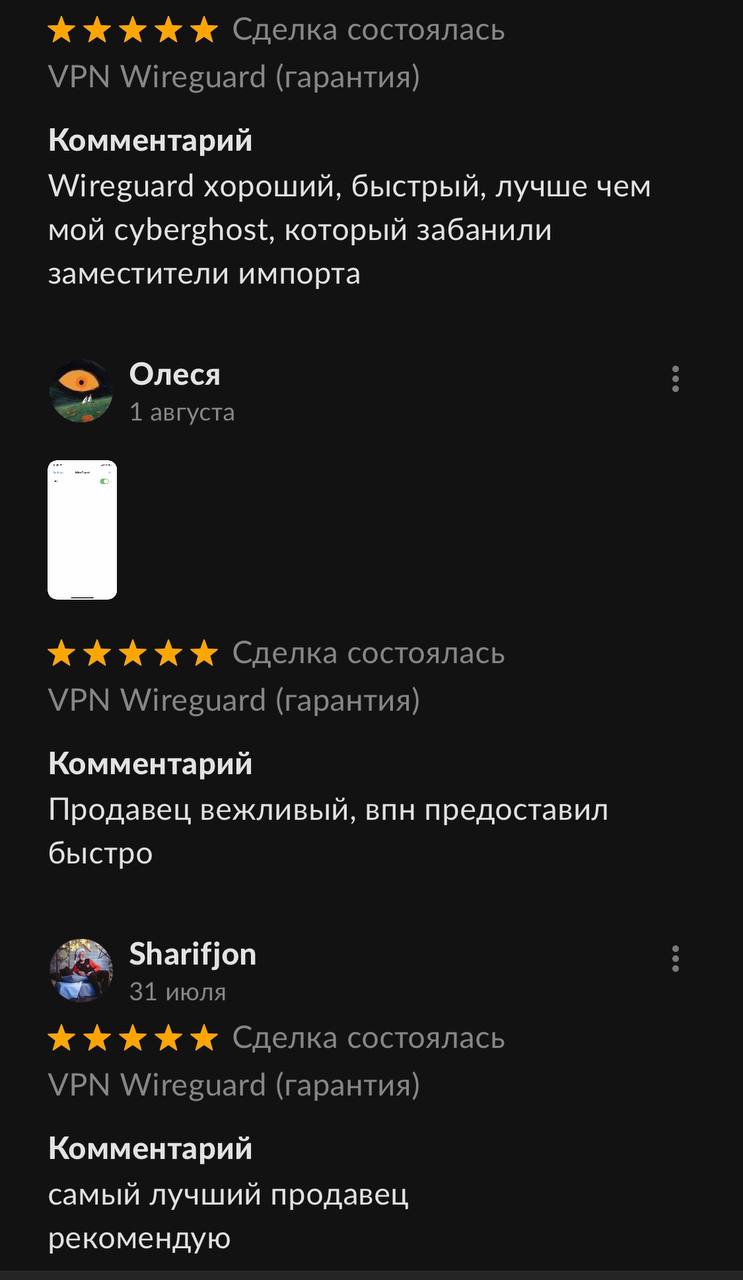 Сделка состоялась
VPN Wireguard (гарантия)
Комментарий
Wireguard хороший, быстрый, лучше чем
мой cyberghost, который забанили
заместители импорта
Олеся
1 августа
Сделка состоялась
VPN Wireguard (гарантия)
Комментарий
Продавец вежливый, впн предоставил
быстро
Sharifjon
31 июля
Сделка состоялась
VPN Wireguard (гарантия)
Комментарий
самый лучший продавец
рекомендую